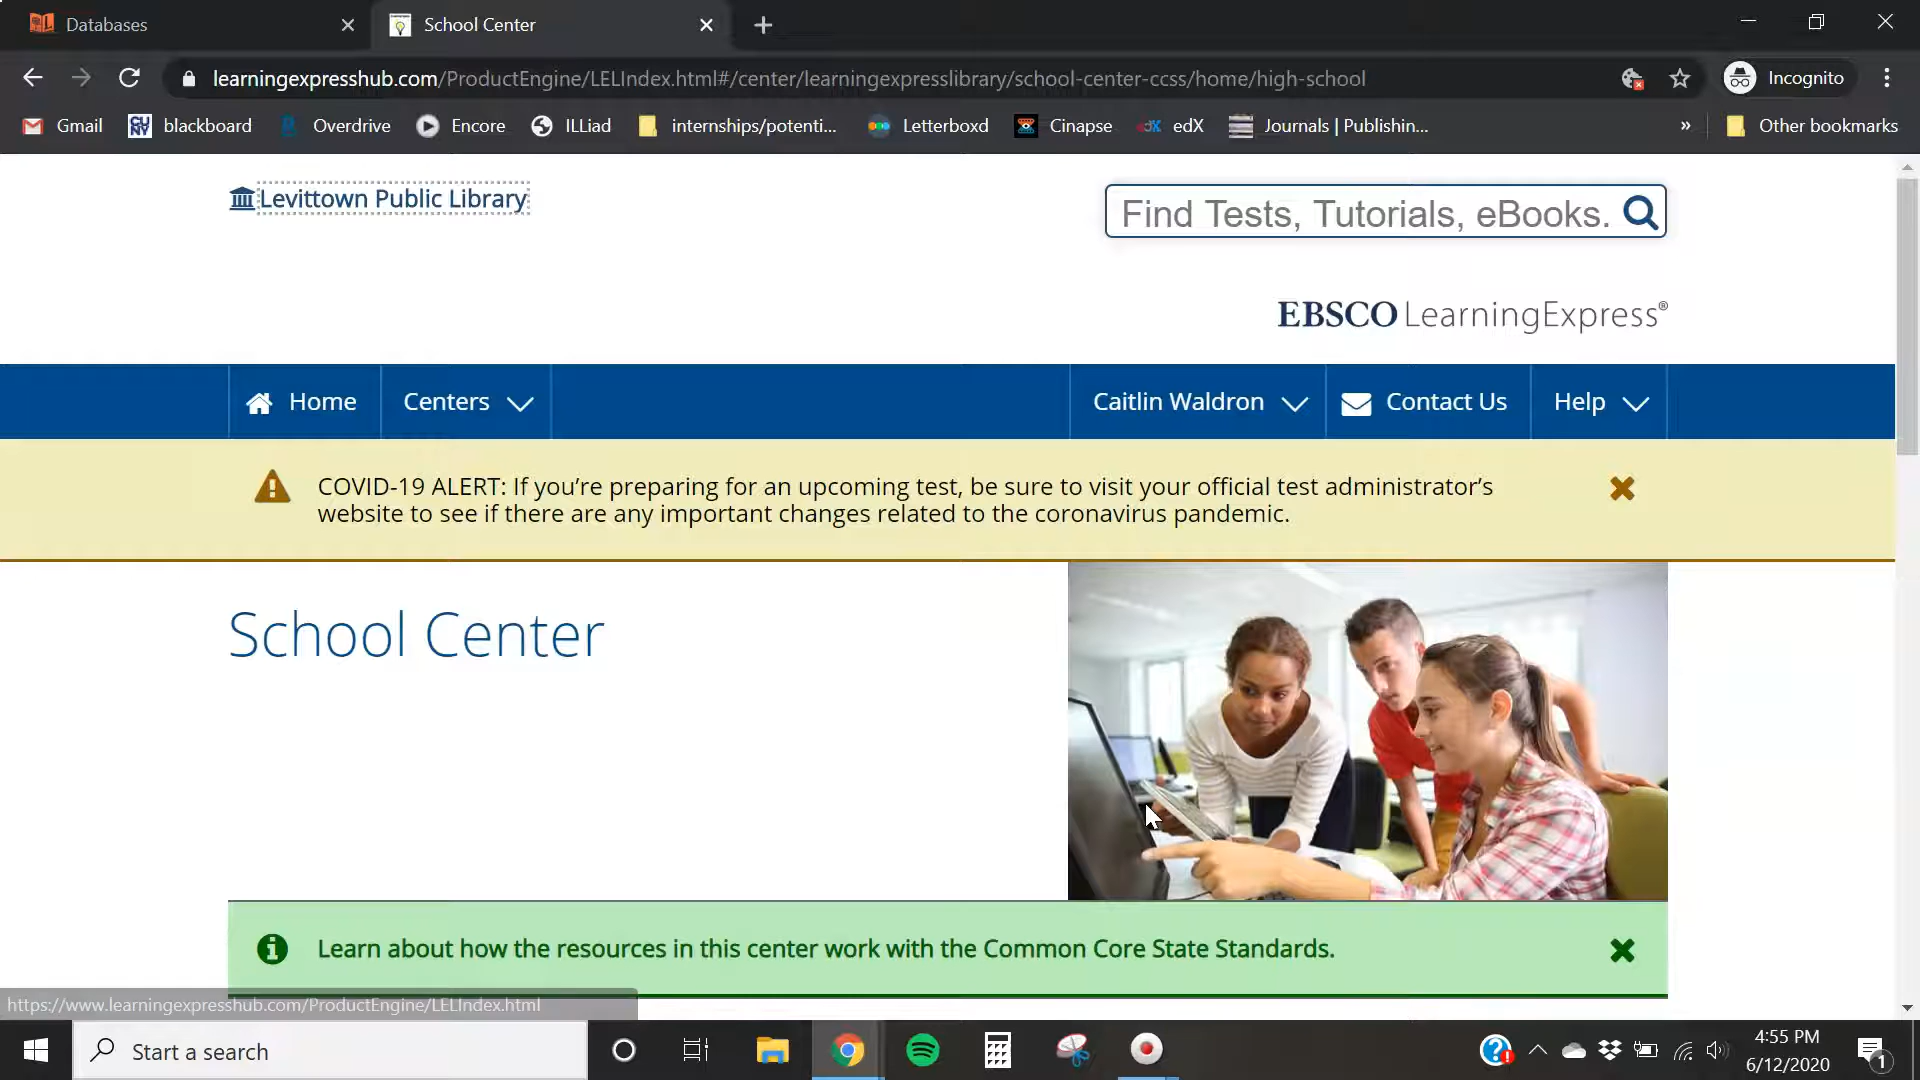 Databases
School Center
learningexpresshub.com/ProductEngine/LELIndex.html#/center/learningexpresslibrary/school-center-ccss/home/high-school
Incognito
Gmail
blackboard
Overdrive
Encore
ILLiad
internships/potenti...
Letterboxd
Cinapse
edX
Journals | Publishin...
»
Other bookmarks
Levittown Public Library
Find Tests, Tutorials, eBooks.
EBSCO LearningExpress®
Home
Centers
Caitlin Waldron
Contact Us
Help
COVID-19 ALERT: If you’re preparing for an upcoming test, be sure to visit your official test administrator’s
website to see if there are any important changes related to the coronavirus pandemic.
School Center
Learn about how the resources in this center work with the Common Core State Standards.
https://www.learningexpresshub.com/ProductEngine/LELIndex.html
Start a search
4:55 PM
6/12/2020
1